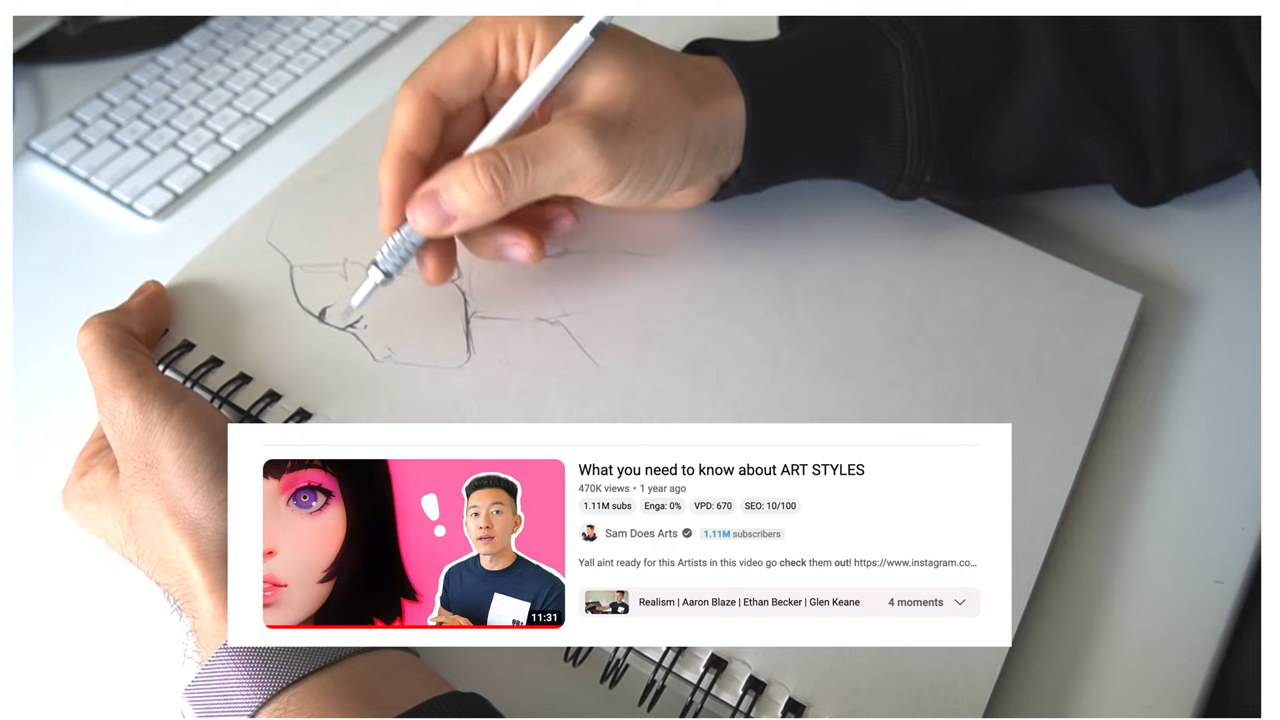 What you need to know about ART STYLES
470K views • 1 year ago
1.11M subs Enga: 0% VPD: 670 SEO: 10/100
Sam Does Arts 1.11M subscribers
Yall aint ready for this Artists in this video go check them out! https://www.instagram.co...
11:31
Realism | Aaron Blaze | Ethan Becker | Glen Keane 4 moments